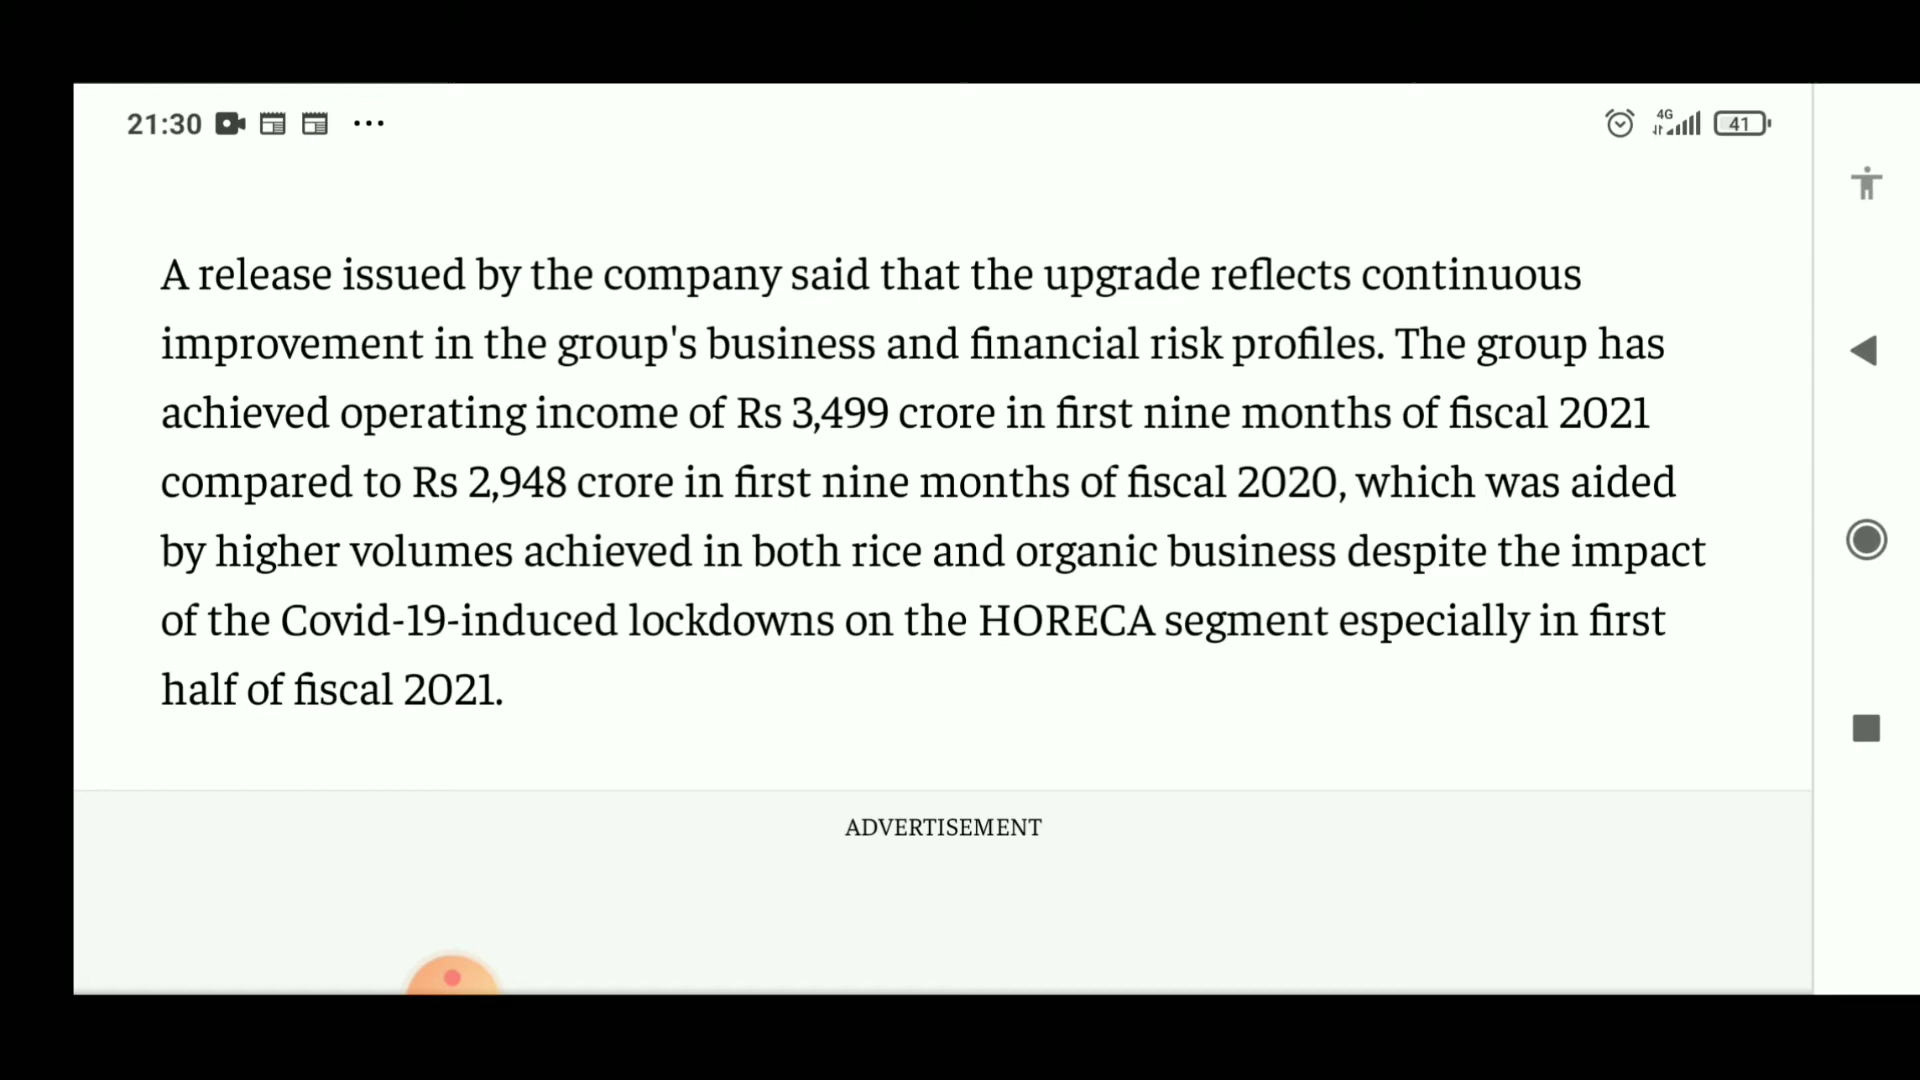 21:30
4G
41
A release issued by the company said that the upgrade reflects continuous
improvement in the group's business and financial risk profiles. The group has
achieved operating income of Rs 3,499 crore in first nine months of fiscal 2021
compared to Rs 2,948 crore in first nine months of fiscal 2020, which was aided
by higher volumes achieved in both rice and organic business despite the impact
of the Covid-19-induced lockdowns on the HORECA segment especially in first
half of fiscal 2021.
ADVERTISEMENT